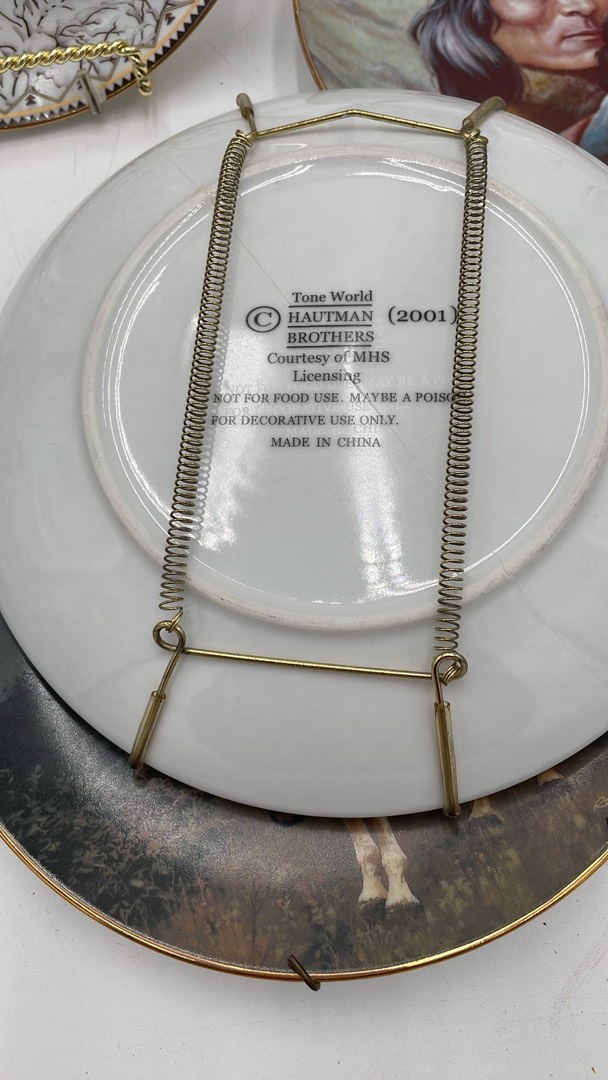 Tone World
© HAUTMAN (2001)
BROTHERS
Courtesy of MHS
Licensing
NOT FOR FOOD USE. MAYBE A POISO
FOR DECORATIVE USE ONLY.
MADE IN CHINA